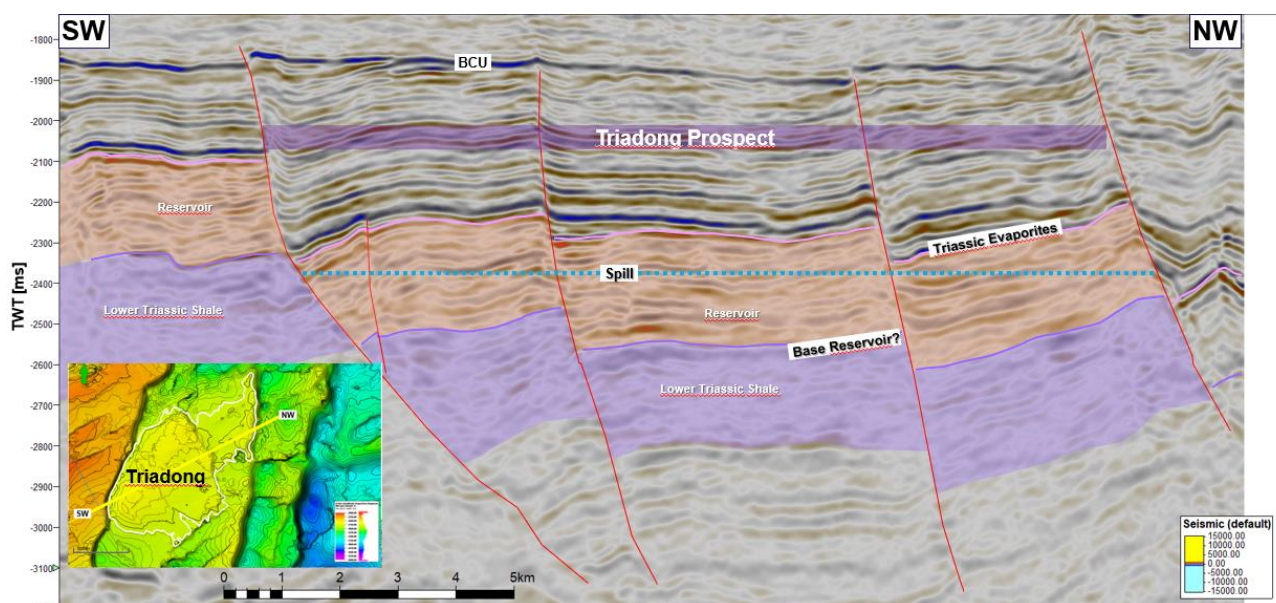 SW
NW
BCU
Triadong Prospect
Reservoir
Triassic Evaporites
Spill
Lower Triassic Shale
Reservoir
Base Reservoir?
Lower Triassic Shale
TWT [ms]
-1800
-1900
-2000
-2100
-2200
-2300
-2400
-2500
-2600
-2700
-2800
-2900
-3000
-3100
NW
Triadong
SW
0 1 2 3 4 5km
Seismic (default)
15000.00
10000.00
5000.00
0.00
-5000.00
-10000.00
-15000.00